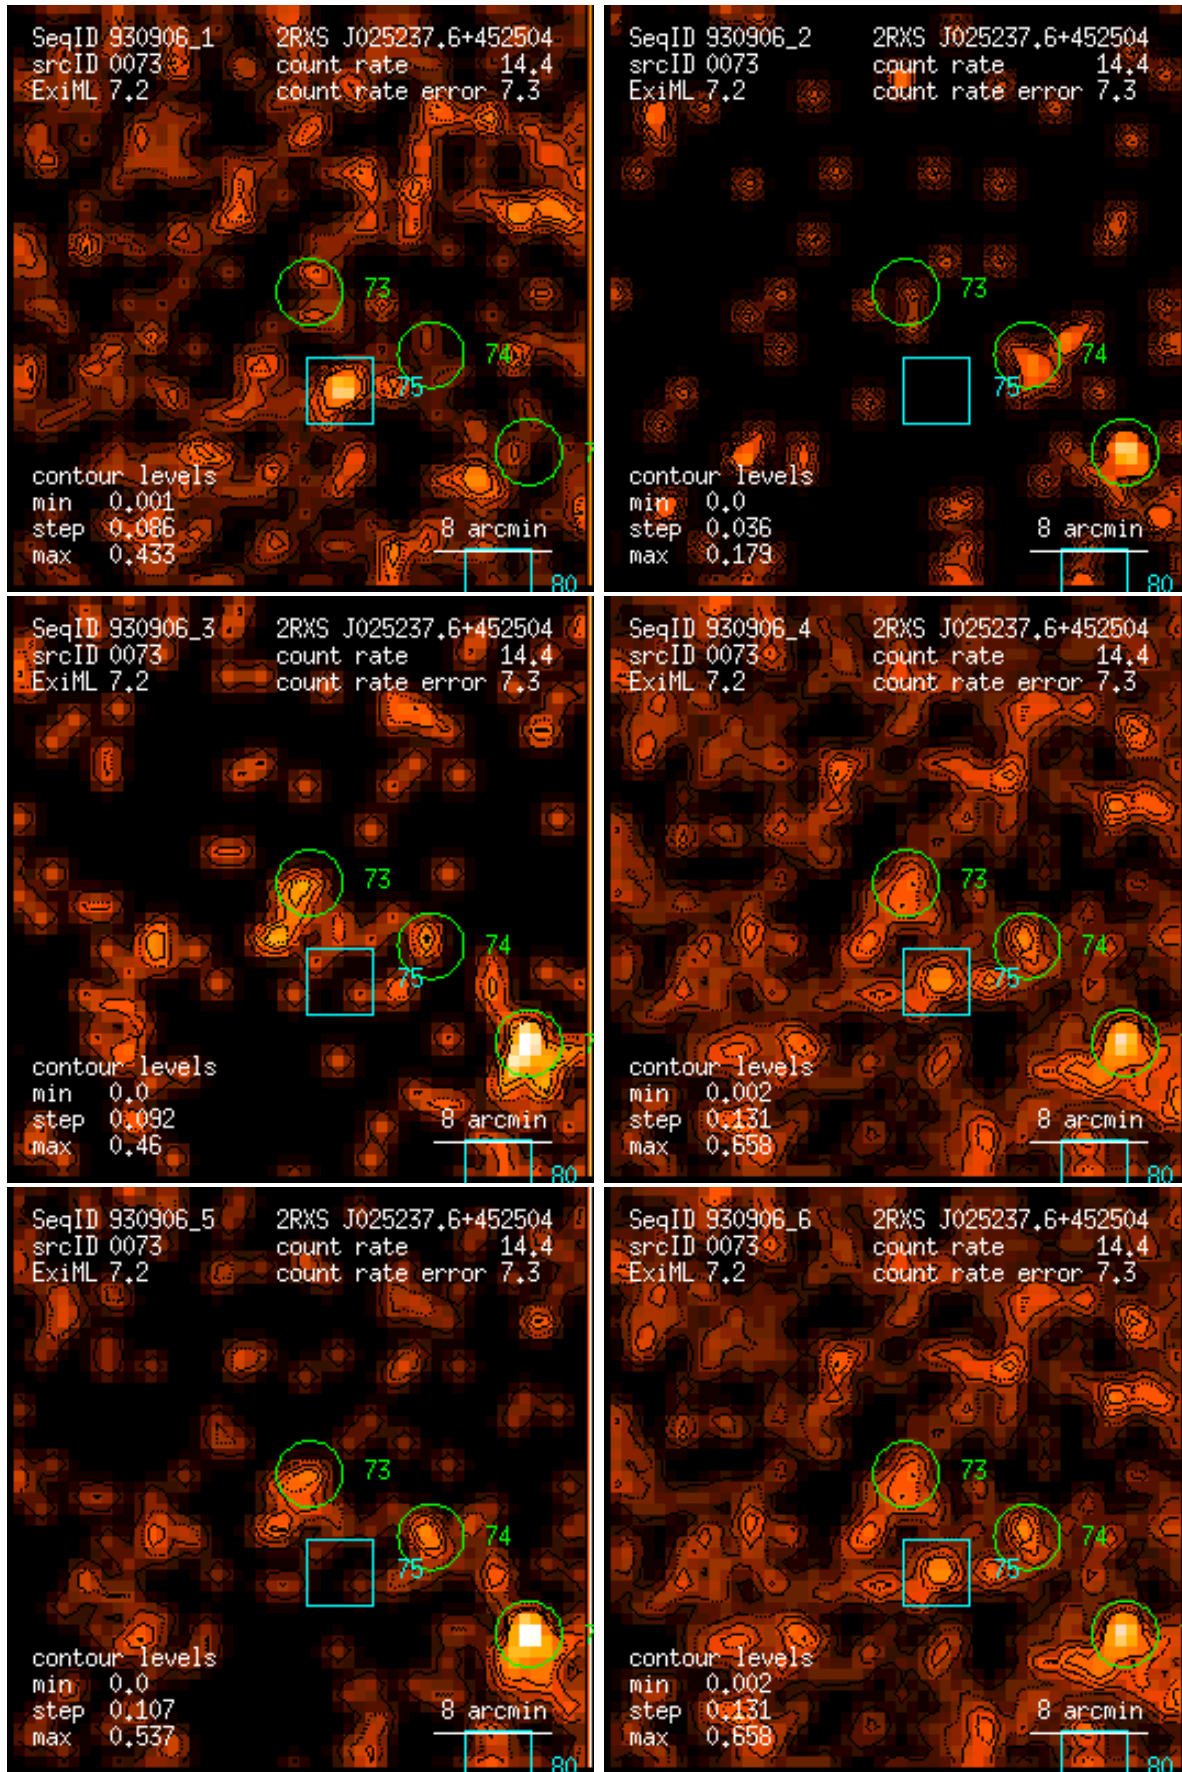 SeqID 930906_1 2RXS J025237.6+452504
srcID 0073 count rate 14.4
ExiML 7.2 count rate error 7.3
73
74
75
7
contour levels
min 0.001
step 0.086 8 arcmin
max 0.433
80
SeqID 930906_2 2RXS J025237.6+452504
srcID 0073 count rate 14.4
ExiML 7.2 count rate error 7.3
73
74
75
contour levels
min 0.0
step 0.036 8 arcmin
max 0.179
80
SeqID 930906_3 2RXS J025237.6+452504
srcID 0073 count rate 14.4
ExiML 7.2 count rate error 7.3
73
74
75
7
contour levels
min 0.0
step 0.092 8 arcmin
max 0.46
80
SeqID 930906_4 2RXS J025237.6+452504
srcID 0073 count rate 14.4
ExiML 7.2 count rate error 7.3
73
74
75
contour levels
min 0.002
step 0.131 8 arcmin
max 0.658
80
SeqID 930906_5 2RXS J025237.6+452504
srcID 0073 count rate 14.4
ExiML 7.2 count rate error 7.3
73
74
75
7
contour levels
min 0.0
step 0.107 8 arcmin
max 0.537
80
SeqID 930906_6 2RXS J025237.6+452504
srcID 0073 count rate 14.4
ExiML 7.2 count rate error 7.3
73
74
75
contour levels
min 0.002
step 0.131 8 arcmin
max 0.658
80